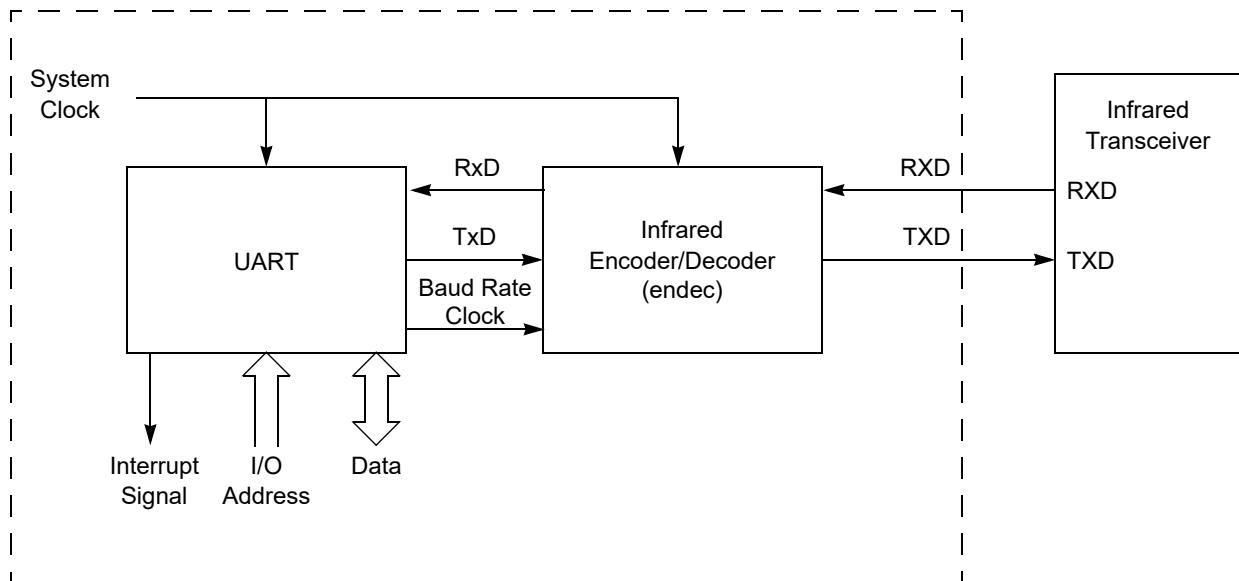 System
Clock
Infrared
Transceiver
RxD
RXD
RXD
TxD
Infrared
Encoder/Decoder
(endec)
TXD
TXD
UART
Baud Rate
Clock
Interrupt
Signal
I/O
Address
Data